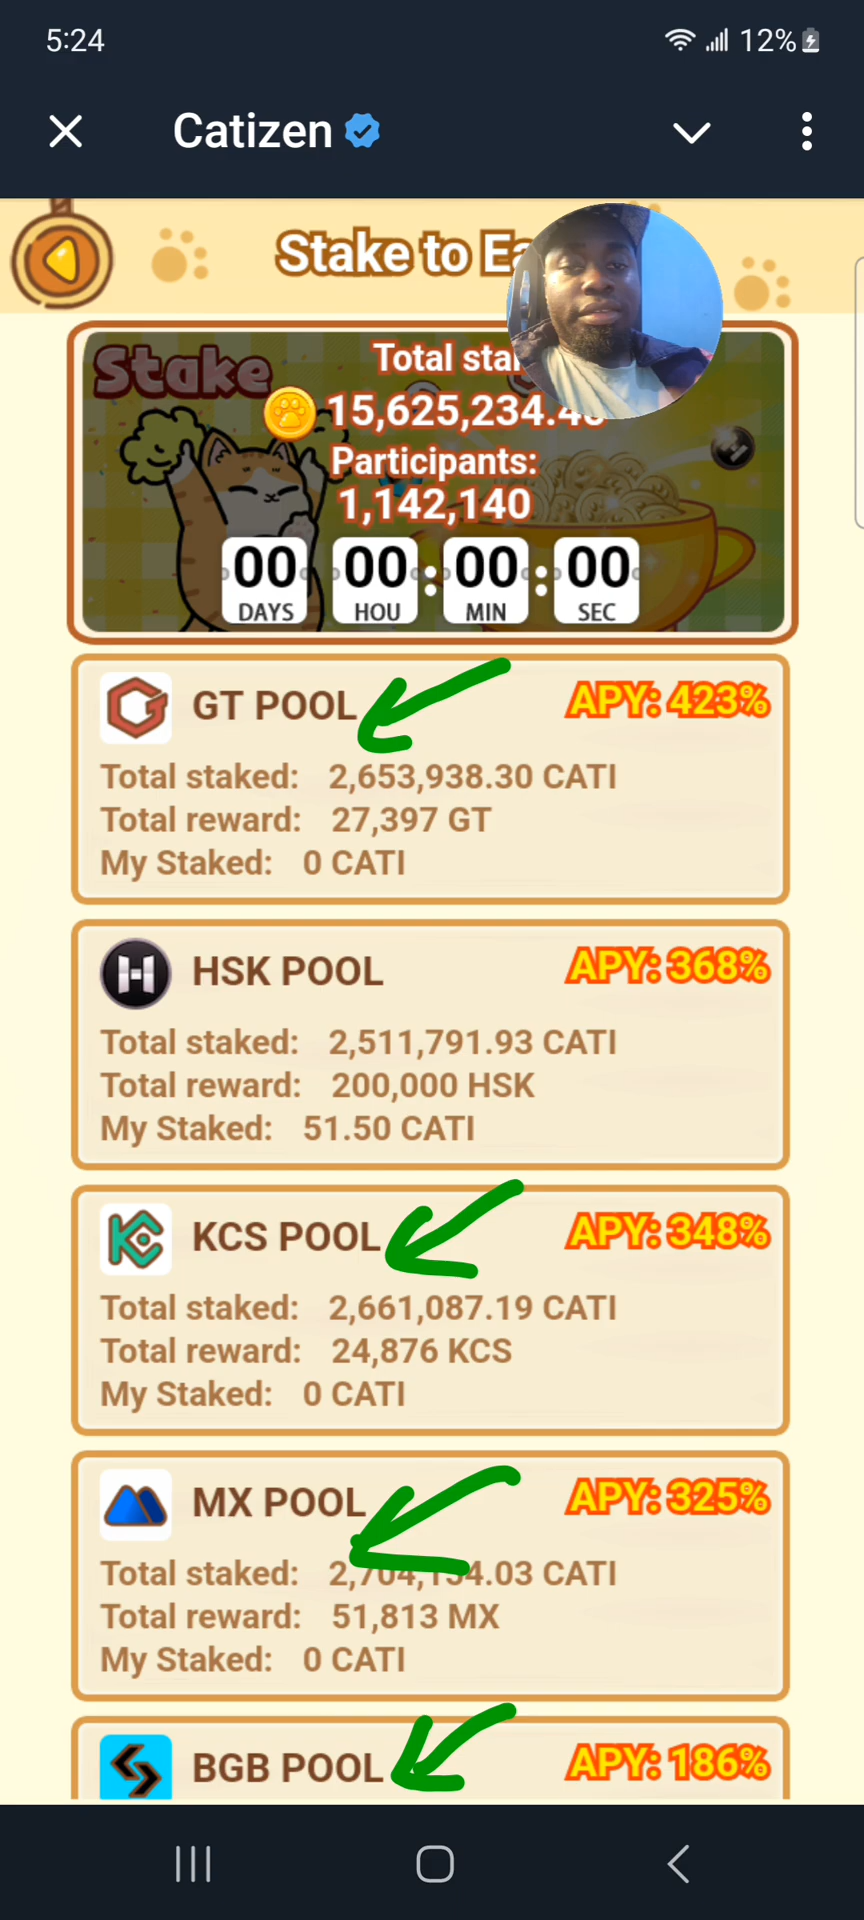 5:24
12%
Catizen
Stake to
Stake
Total
15,625,234.
Participants:
1,142,140
00 00 : 00 : 00
DAYS HOU MIN SEC
GT POOL APY: 423%
Total staked: 2,653,938.30 CATI
Total reward: 27,397 GT
My Staked: 0 CATI
HSK POOL APY: 368%
Total staked: 2,511,791.93 CATI
Total reward: 200,000 HSK
My Staked: 51.50 CATI
KCS POOL APY: 348%
Total staked: 2,661,087.19 CATI
Total reward: 24,876 KCS
My Staked: 0 CATI
MX POOL APY: 325%
Total staked: CATI
Total reward: 51,813 MX
My Staked: 0 CATI
BGB POOL APY: 186%